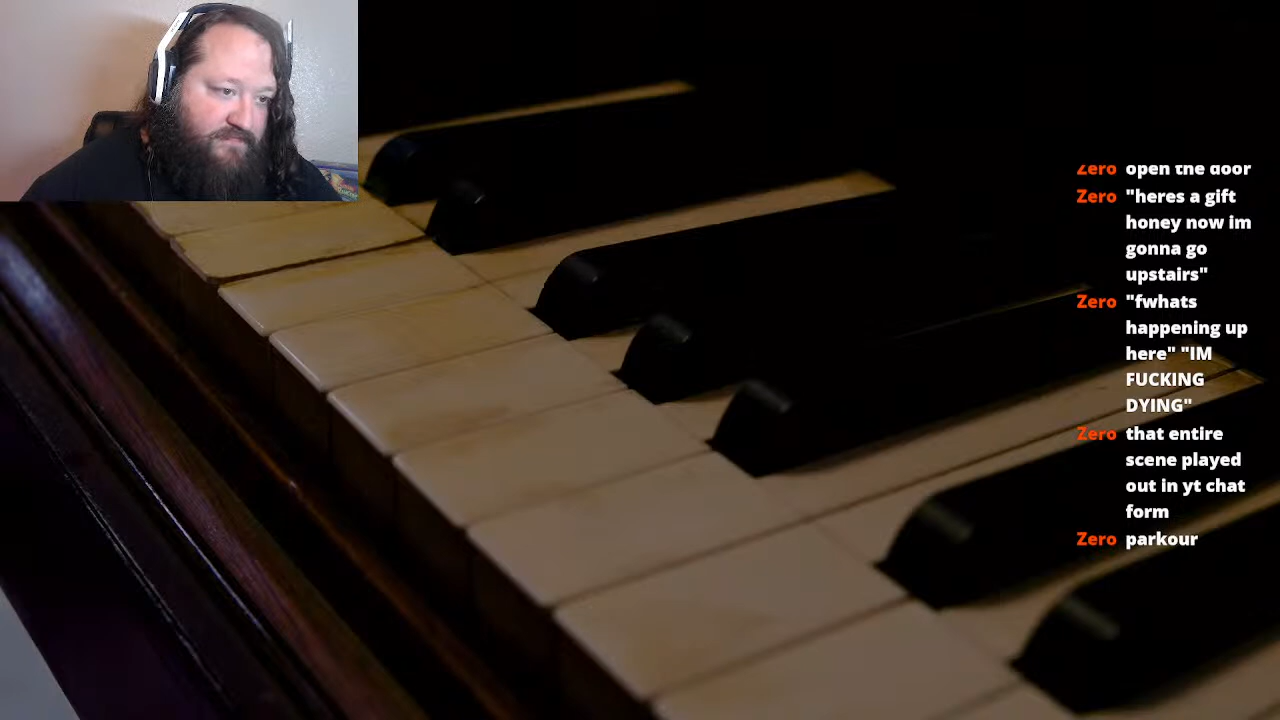 Zero open the door
Zero "heres a gift
honey now im
gonna go
upstairs"
Zero "fwhats
happening up
here" "IM
FUCKING
DYING"
Zero that entire
scene played
out in yt chat
form
Zero parkour